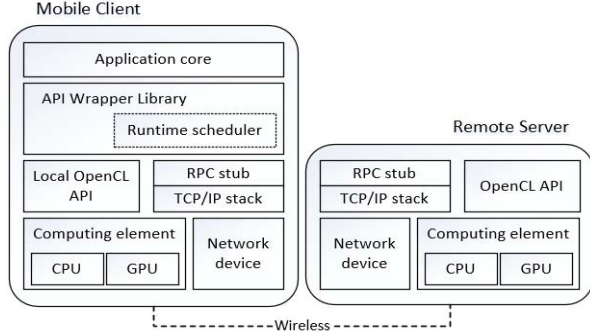 Mobile Client
Application core
API Wrapper Library
Runtime scheduler
Local OpenCL
API
RPC stub
TCP/IP stack
Computing element
CPU
GPU
Network
device
Remote Server
RPC stub
TCP/IP stack
OpenCL API
Network
device
Computing element
CPU
GPU
Wireless